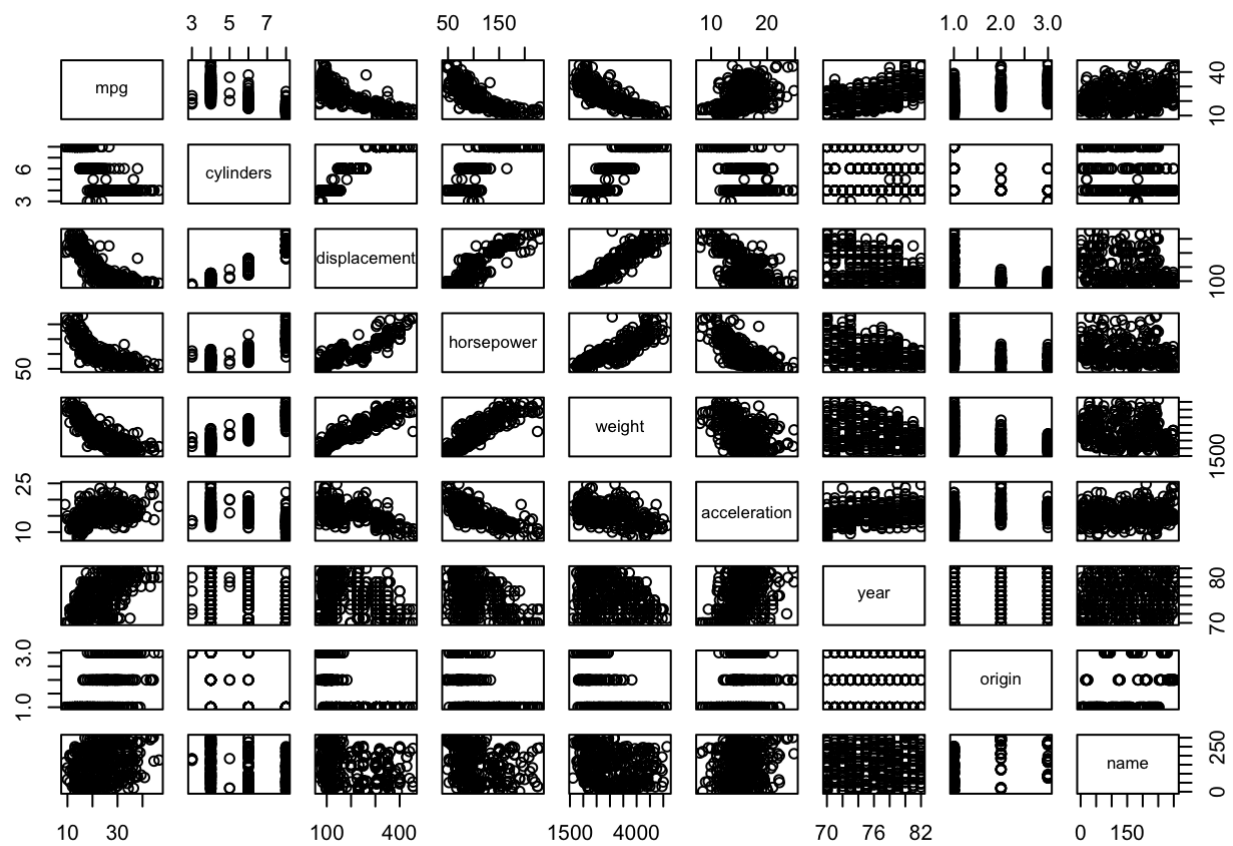 3 5 7 50 150 10 20 1.0 2.0 3.0
mpg 10 40
3 6 cylinders
displacement 100
50 horsepower
weight 1500
10 25 acceleration
year 70 80
1.0 3.0 origin
name 0 250
10 30 100 400 1500 4000 70 76 82 0 150